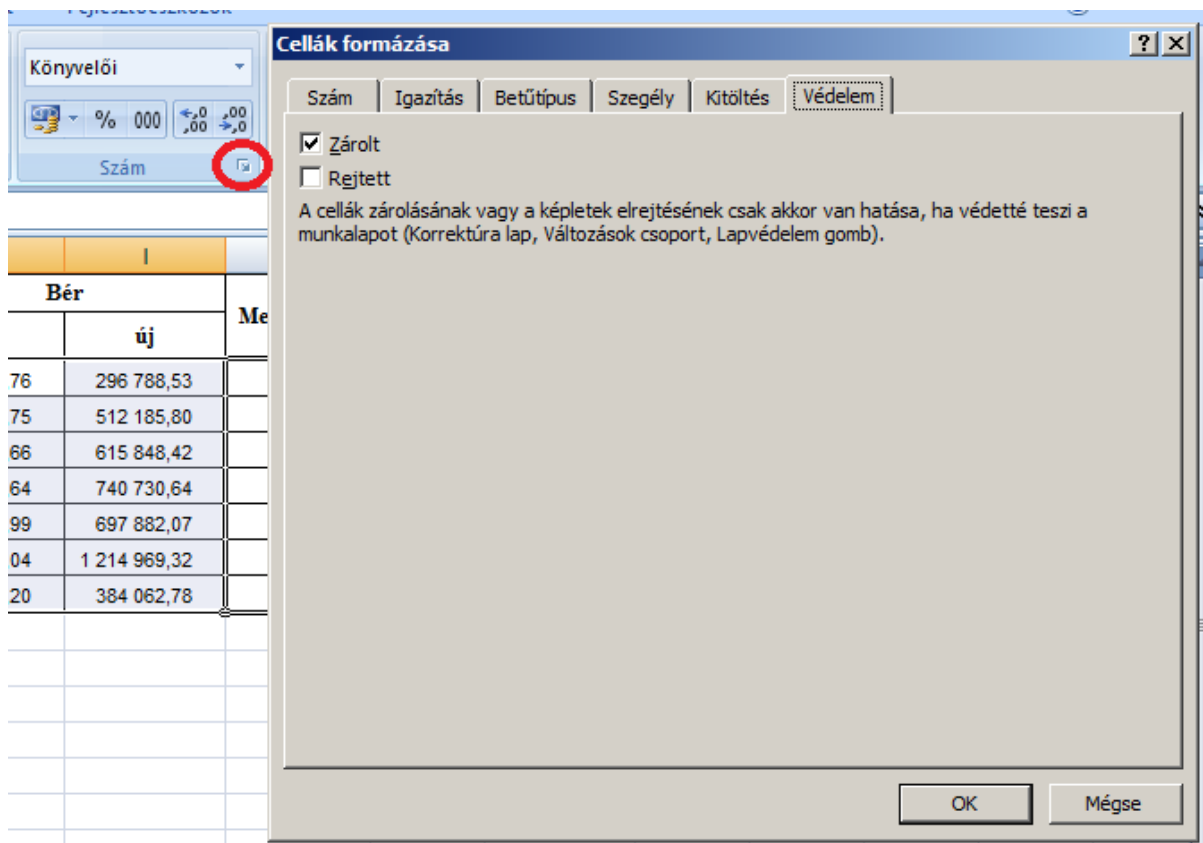 Könyvelői
% 000 ,0 ,00 ,00 ,0
Szám
Cellák formázása
Szám Igazítás Betűtípus Szegély Kitöltés Védelem
Zárolt
Rejtett
A cellák zárolásának vagy a képletek elrejtésének csak akkor van hatása, ha védetté teszi a
munkalapot (Korrektúra lap, Változások csoport, Lapvédelem gomb).
I
Bér
új
Me
76 296 788,53
75 512 185,80
66 615 848,42
64 740 730,64
99 697 882,07
04 1 214 969,32
20 384 062,78
OK Mégse